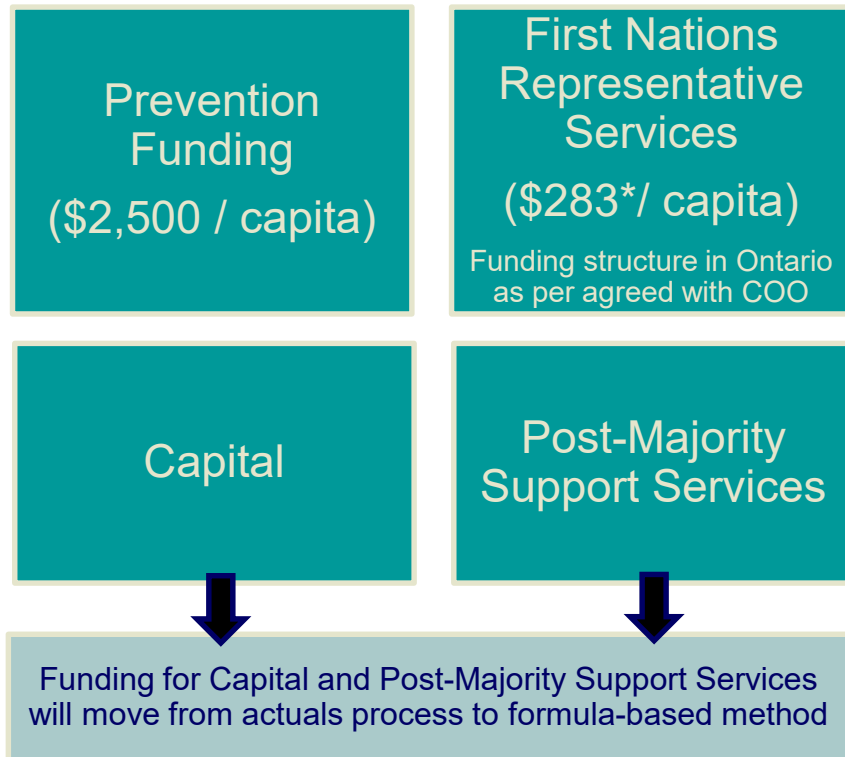 Prevention
Funding
($2,500 / capita)
First Nations
Representative
Services
($283*/ capita)
Funding structure in Ontario
as per agreed with COO
Capital
Post-Majority
Support Services
Funding for Capital and Post-Majority Support Services
will move from actuals process to formula-based method